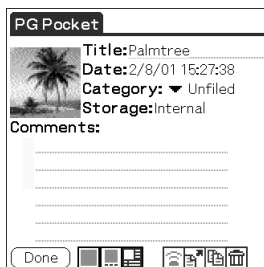 PG Pocket
Title: Palmtree
Date: 2/8/01 15:27:38
Category: Unfiled
Storage: Internal
Comments:
Done